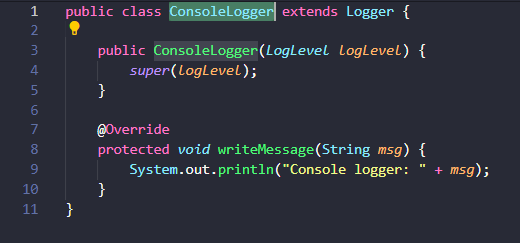 1 public class ConsoleLogger extends Logger {
2
3 public ConsoleLogger(LogLevel logLevel) {
4 super(logLevel);
5 }
6
7 @Override
8 protected void writeMessage(String msg) {
9 System.out.println("Console logger: " + msg);
10 }
11 }